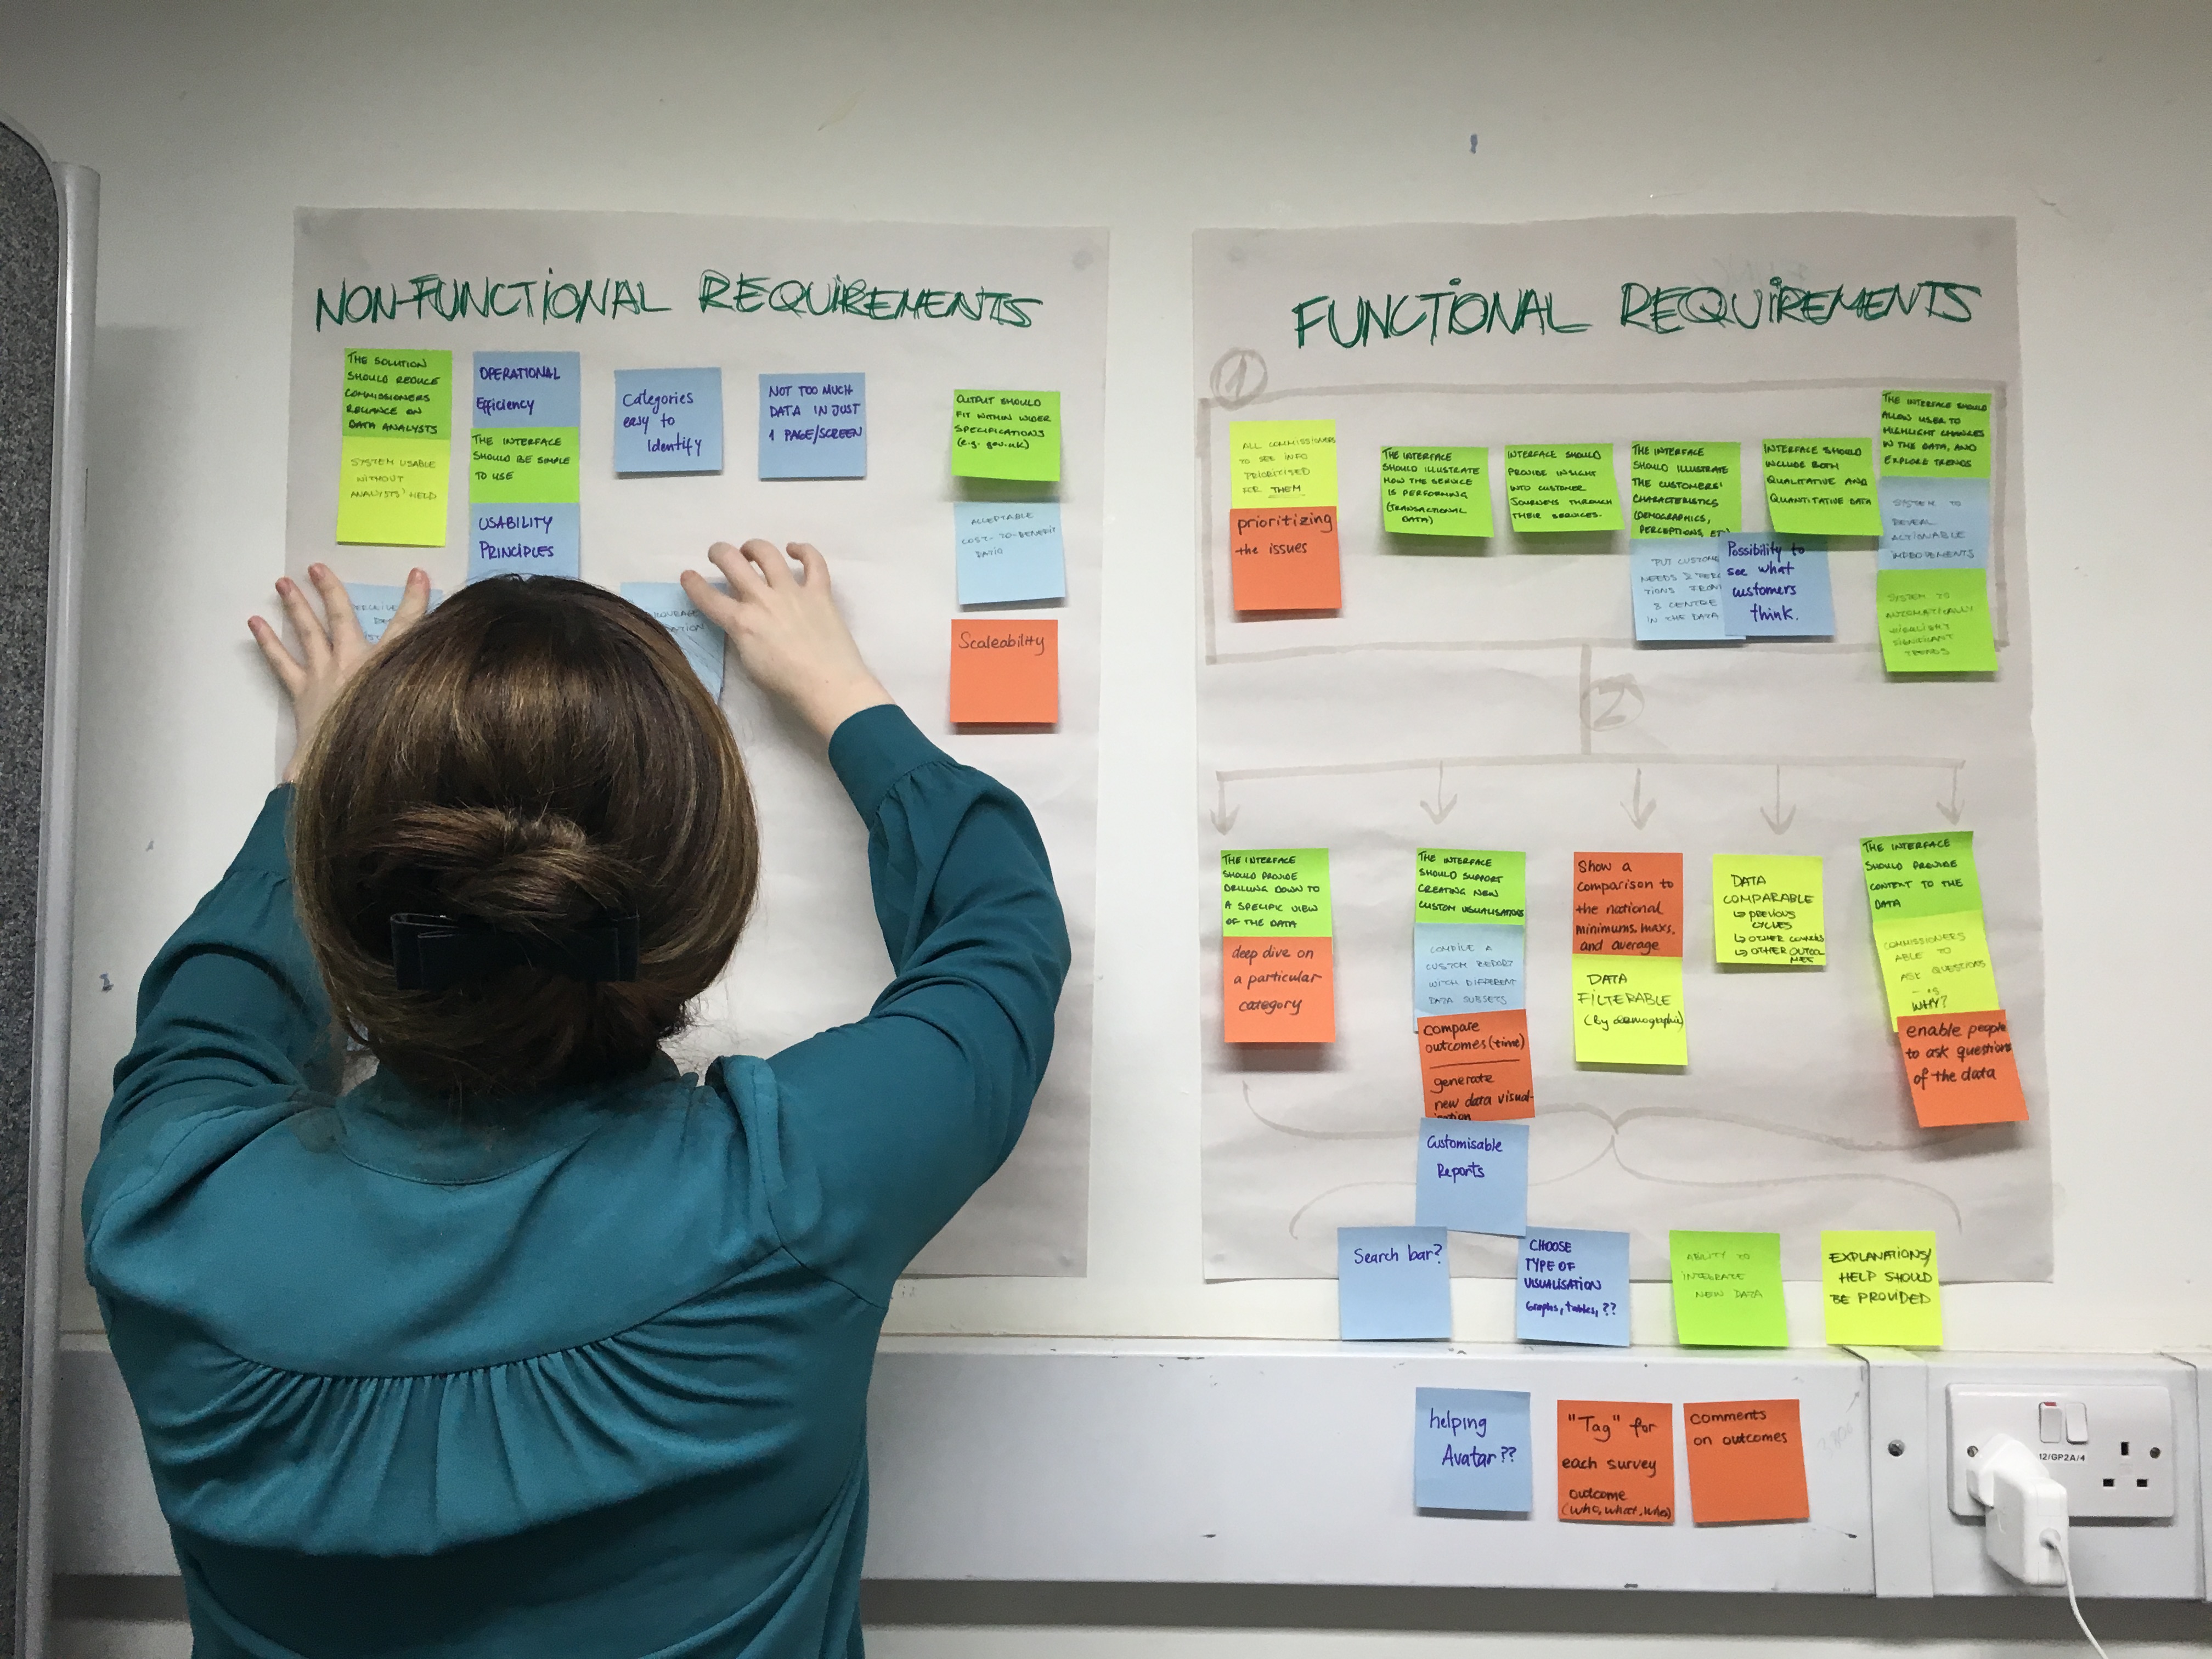 NON-FUNCTIONAL REQUIREMENTS
THE SOLUTION
SHOULD REDUCE
COMMISSIONERS
RELIANCE ON
DATA ANALYSTS
SYSTEM USABLE
WITHOUT
ANALYSTS' HELP
OPERATIONAL
Efficiency
THE INTERFACE
SHOULD BE SIMPLE
TO USE
USABILITY
PRINCIPLES
Categories
easy to
Identify
NOT TOO MUCH
DATA IN JUST
1 PAGE/SCREEN
OUTPUT SHOULD
FIT WITHIN WIDER
SPECIFICATIONS
(e.g. gov.uk)
ACCEPTABLE
COST-TO-BENEFIT
RATIO
Scaleability
FUNCTIONAL REQUIREMENTS
1
ALL COMMISSIONERS
TO SEE INFO
PRIORITISED
FOR THEM
prioritizing
the issues
THE INTERFACE
SHOULD ILLUSTRATE
HOW THE SERVICE
IS PERFORMING
(TRANSACTIONAL
DATA)
INTERFACE SHOULD
PROVIDE INSIGHT
INTO CUSTOMER
JOURNEYS THROUGH
THEIR SERVICES.
THE INTERFACE
SHOULD ILLUSTRATE
THE CUSTOMERS'
CHARACTERISTICS
(DEMOGRAPHICS,
PERCEPTIONS,
PUT
NEEDS &
& CENTRE
IN THE DATA
INTERFACE SHOULD
INCLUDE BOTH
QUALITATIVE AND
QUANTITATIVE DATA
Possibility to
see what
customers
think.
THE INTERFACE SHOULD
ALLOW USER TO
HIGHLIGHT CHANGES
IN THE DATA, AND
EXPLORE TRENDS
SYSTEM TO
REVEAL
ACTIONABLE
IMPROVEMENTS
SYSTEM TO
AUTOMATICALLY
HIGHLIGHT
SIGNIFICANT
TRENDS
2
THE INTERFACE
SHOULD PROVIDE
DRILLING DOWN TO
A SPECIFIC VIEW
OF THE DATA
deep dive on
a particular
category
THE INTERFACE
SHOULD SUPPORT
CREATING NEW
CUSTOM VISUALISATIONS
COMPILE A
CUSTOM REPORT
WITH DIFFERENT
DATA SUBSETS
compare
outcomes (time)
generate
new data visual-
Customisable
Reports
Show a
comparison to
the national
minimums. maxs.
and average
DATA
FILTERABLE
(by demographic)
DATA
COMPARABLE
↳ PREVIOUS
CYCLES
↳ OTHER COUNCILS
↳ OTHER OUTCO
MES
THE INTERFACE
SHOULD PROVIDE
CONTEXT TO THE
DATA
COMMISSIONERS
ABLE TO
ASK QUESTIONS
WHY?
enable people
to ask questions
of the data
Search bar?
CHOOSE
TYPE OF
VISUALISATION
Graphs, tables, ??
ABILITY TO
INTEGRATE
NEW DATA
EXPLANATIONS/
HELP SHOULD
BE PROVIDED
helping
Avatar??
"Tag" for
each survey
outcome
(who, what, when)
comments
on outcomes
12/GP2A/4